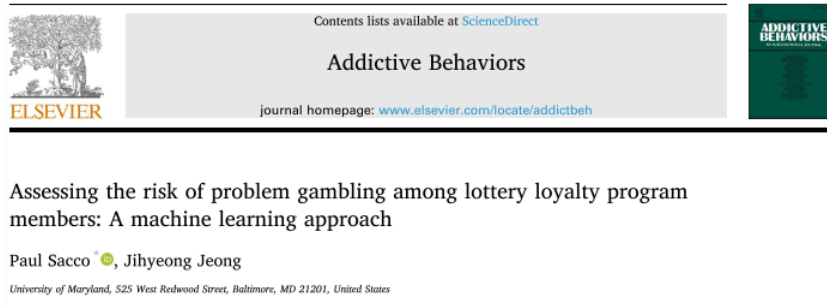 Contents lists available at ScienceDirect
Addictive Behaviors
journal homepage: www.elsevier.com/locate/addictbeh
ELSEVIER
ADDICTIVE
BEHAVIORS
Assessing the risk of problem gambling among lottery loyalty program
members: A machine learning approach
Paul Sacco *, Jihyeong Jeong
University of Maryland, 525 West Redwood Street, Baltimore, MD 21201, United States